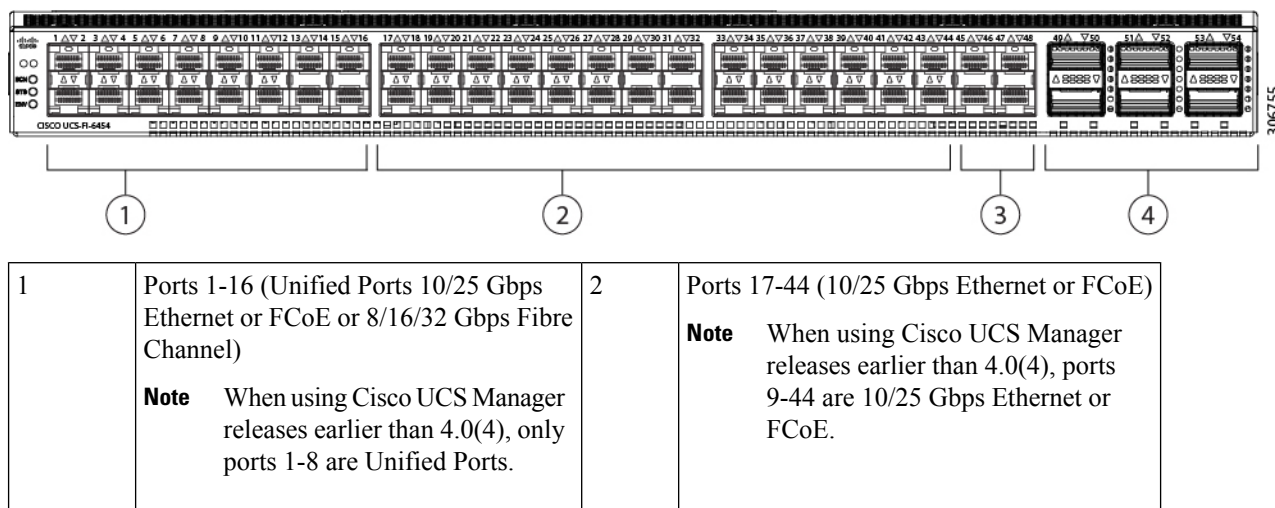 1 △▽ 2 3 △▽ 4 5 △▽ 6 7 △▽ 8 9 △▽10 11△▽12 13△▽14 15△▽16 17△▽18 19△▽20 21△▽22 23△▽24 25△▽26 27△▽28 29△▽30 31△▽32 33△▽34 35△▽36 37△▽38 39△▽40 41△▽42 43△▽44 45△▽46 47△▽48 49△ ▽50 51△ ▽52 53△ ▽54
CISCO
BCN
STS
ENV
CISCO UCS-FI-6454
306755
1
2
3
4
1
Ports 1-16 (Unified Ports 10/25 Gbps
Ethernet or FCoE or 8/16/32 Gbps Fibre
Channel)
Note When using Cisco UCS Manager
releases earlier than 4.0(4), only
ports 1-8 are Unified Ports.
2
Ports 17-44 (10/25 Gbps Ethernet or FCoE)
Note When using Cisco UCS Manager
releases earlier than 4.0(4), ports
9-44 are 10/25 Gbps Ethernet or
FCoE.